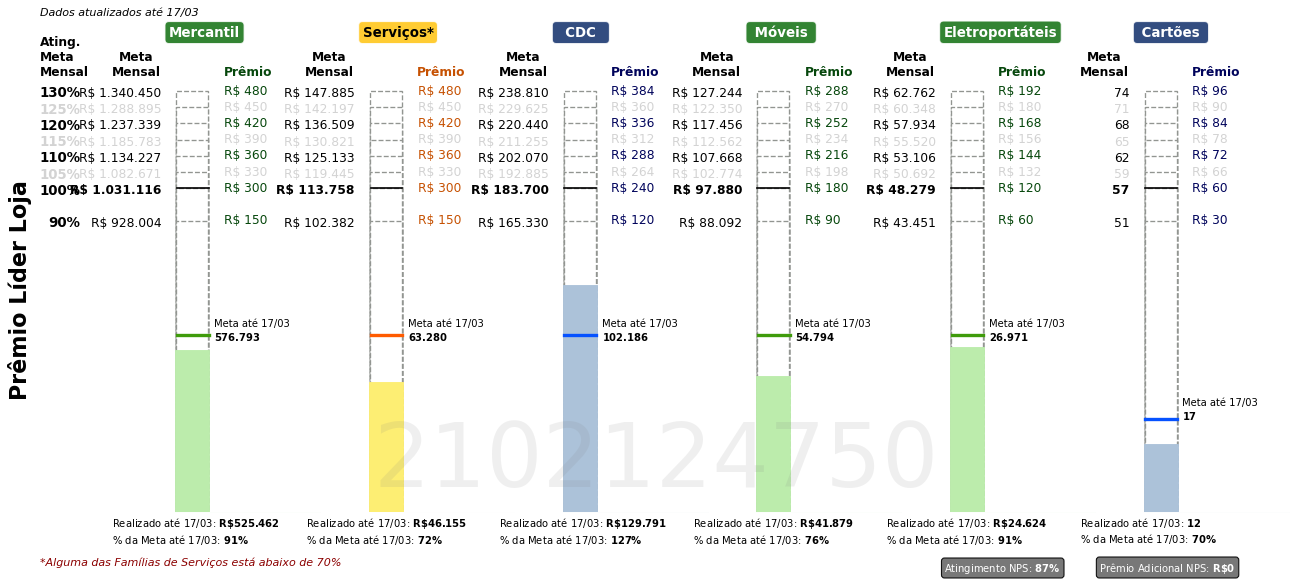 Dados atualizados até 17/03
Mercantil Serviços* CDC Móveis Eletroportáteis Cartões
Ating.
Meta Meta Meta Meta Meta Meta Meta
Mensal Mensal Prêmio Mensal Prêmio Mensal Prêmio Mensal Prêmio Mensal Prêmio Mensal Prêmio
130% R$ 1.340.450 R$ 480 R$ 147.885 R$ 480 R$ 238.810 R$ 384 R$ 127.244 R$ 288 R$ 62.762 R$ 192 74 R$ 96
125% R$ 1.288.895 R$ 450 R$ 142.197 R$ 450 R$ 229.625 R$ 360 R$ 122.350 R$ 270 R$ 60.348 R$ 180 71 R$ 90
120% R$ 1.237.339 R$ 420 R$ 136.509 R$ 420 R$ 220.440 R$ 336 R$ 117.456 R$ 252 R$ 57.934 R$ 168 68 R$ 84
115% R$ 1.185.783 R$ 390 R$ 130.821 R$ 390 R$ 211.255 R$ 312 R$ 112.562 R$ 234 R$ 55.520 R$ 156 65 R$ 78
110% R$ 1.134.227 R$ 360 R$ 125.133 R$ 360 R$ 202.070 R$ 288 R$ 107.668 R$ 216 R$ 53.106 R$ 144 62 R$ 72
105% R$ 1.082.671 R$ 330 R$ 119.445 R$ 330 R$ 192.885 R$ 264 R$ 102.774 R$ 198 R$ 50.692 R$ 132 59 R$ 66
100% R$ 1.031.116 R$ 300 R$ 113.758 R$ 300 R$ 183.700 R$ 240 R$ 97.880 R$ 180 R$ 48.279 R$ 120 57 R$ 60
90% R$ 928.004 R$ 150 R$ 102.382 R$ 150 R$ 165.330 R$ 120 R$ 88.092 R$ 90 R$ 43.451 R$ 60 51 R$ 30
Prêmio Líder Loja
Meta até 17/03 Meta até 17/03 Meta até 17/03 Meta até 17/03 Meta até 17/03
576.793 63.280 102.186 54.794 26.971
Meta até 17/03
17
2102124750
Realizado até 17/03: R$525.462 Realizado até 17/03: R$46.155 Realizado até 17/03: R$129.791 Realizado até 17/03: R$41.879 Realizado até 17/03: R$24.624 Realizado até 17/03: 12
% da Meta até 17/03: 91% % da Meta até 17/03: 72% % da Meta até 17/03: 127% % da Meta até 17/03: 76% % da Meta até 17/03: 91% % da Meta até 17/03: 70%
*Alguma das Famílias de Serviços está abaixo de 70%
Atingimento NPS: 87% Prêmio Adicional NPS: R$0